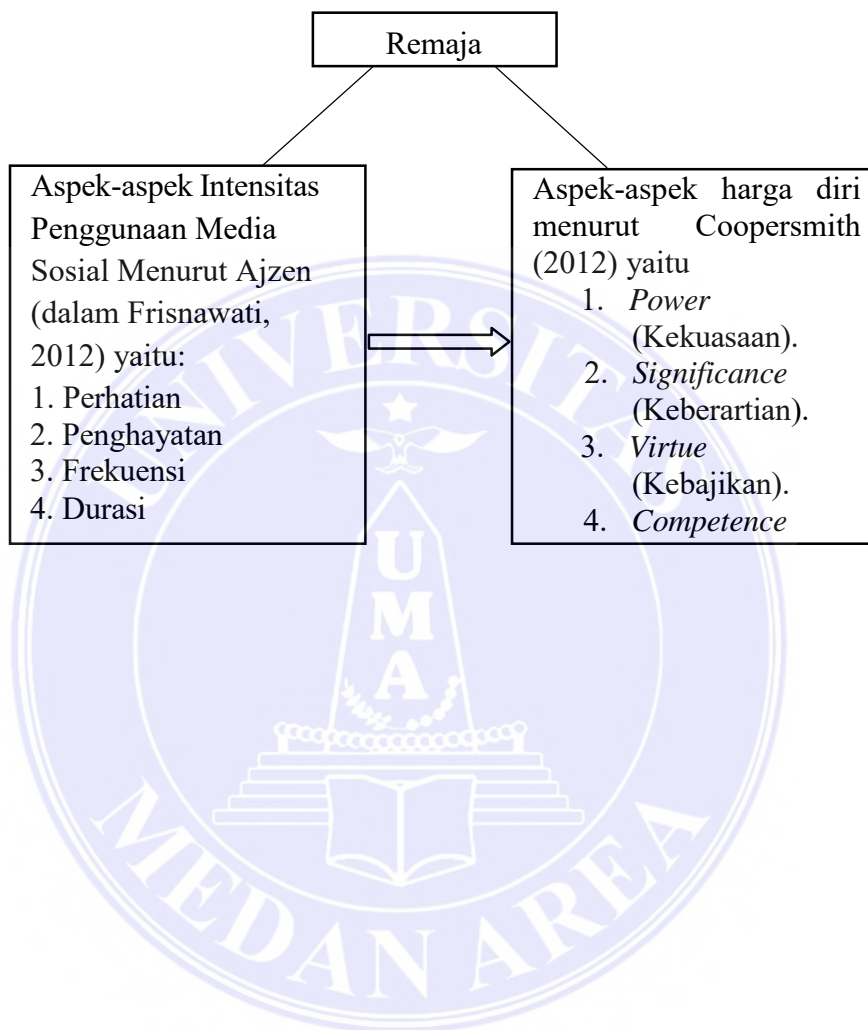 Remaja
Aspek-aspek Intensitas
Penggunaan Media
Sosial Menurut Ajzen
(dalam Frisnawati,
2012) yaitu:
1. Perhatian
2. Penghayatan
3. Frekuensi
4. Durasi
Aspek-aspek harga diri
menurut Coopersmith
(2012) yaitu
1. Power
(Kekuasaan).
2. Significance
(Keberartian).
3. Virtue
(Kebajikan).
4. Competence
UNIVERSITAS
UMA
MEDAN AREA